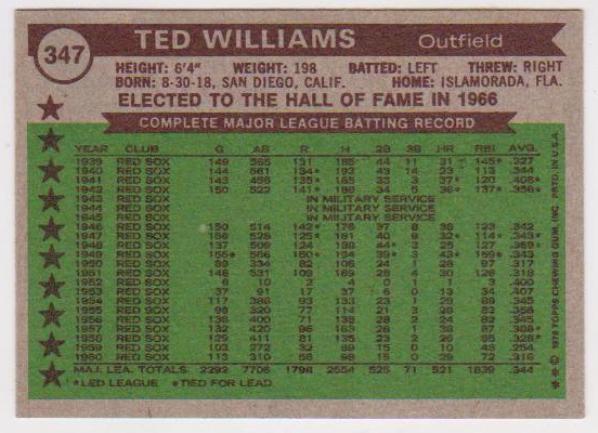 347
TED WILLIAMS Outfield
HEIGHT: 6'4" WEIGHT: 198 BATTED: LEFT THREW: RIGHT
BORN: 8-30-18, SAN DIEGO, CALIF. HOME: ISLAMORADA, FLA.
ELECTED TO THE HALL OF FAME IN 1966
COMPLETE MAJOR LEAGUE BATTING RECORD
YEAR CLUB G AB R H 2B 3B HR RBI AVG.
1939 RED SOX 149 565 131 185 44 11 31 145* .327
1940 RED SOX 144 561 134* 193 43 14 23 113 .344
1941 RED SOX 143 456 135* 185 33 3 37* 120 .406*
1942 RED SOX 150 522 141* 186 34 5 36* 137* .356*
1943 RED SOX IN MILITARY SERVICE
1944 RED SOX IN MILITARY SERVICE
1945 RED SOX IN MILITARY SERVICE
1946 RED SOX 150 514 142* 176 37 8 38 123 .342
1947 RED SOX 156 528 125* 181 40 9 32* 114* .343*
1948 RED SOX 137 509 124 188 44* 3 25 127 .369*
1949 RED SOX 155* 566 150* 194 39* 3 43* 159* .343
1950 RED SOX 89 334 82 106 24 1 28 97 .317
1951 RED SOX 148 531 109 169 28 4 30 126 .318
1952 RED SOX 6 10 2 4 0 1 1 3 .400
1953 RED SOX 37 91 17 37 6 0 13 34 .407
1954 RED SOX 117 386 93 133 23 1 29 89 .345
1955 RED SOX 98 320 77 114 21 3 28 83 .356
1956 RED SOX 136 400 71 138 28 2 24 82 .345
1957 RED SOX 132 420 96 163 28 1 38 87 .388*
1958 RED SOX 129 411 81 135 23 2 26 85 .328*
1959 RED SOX 103 272 32 69 15 0 10 43 .254
1960 RED SOX 113 310 56 98 15 0 29 72 .316
MAJ. LEA. TOTALS 2292 7706 1798 2654 525 71 521 1839 .344
*LED LEAGUE *TIED FOR LEAD
© 1976 TOPPS CHEWING GUM, INC. PRTD. IN U.S.A.